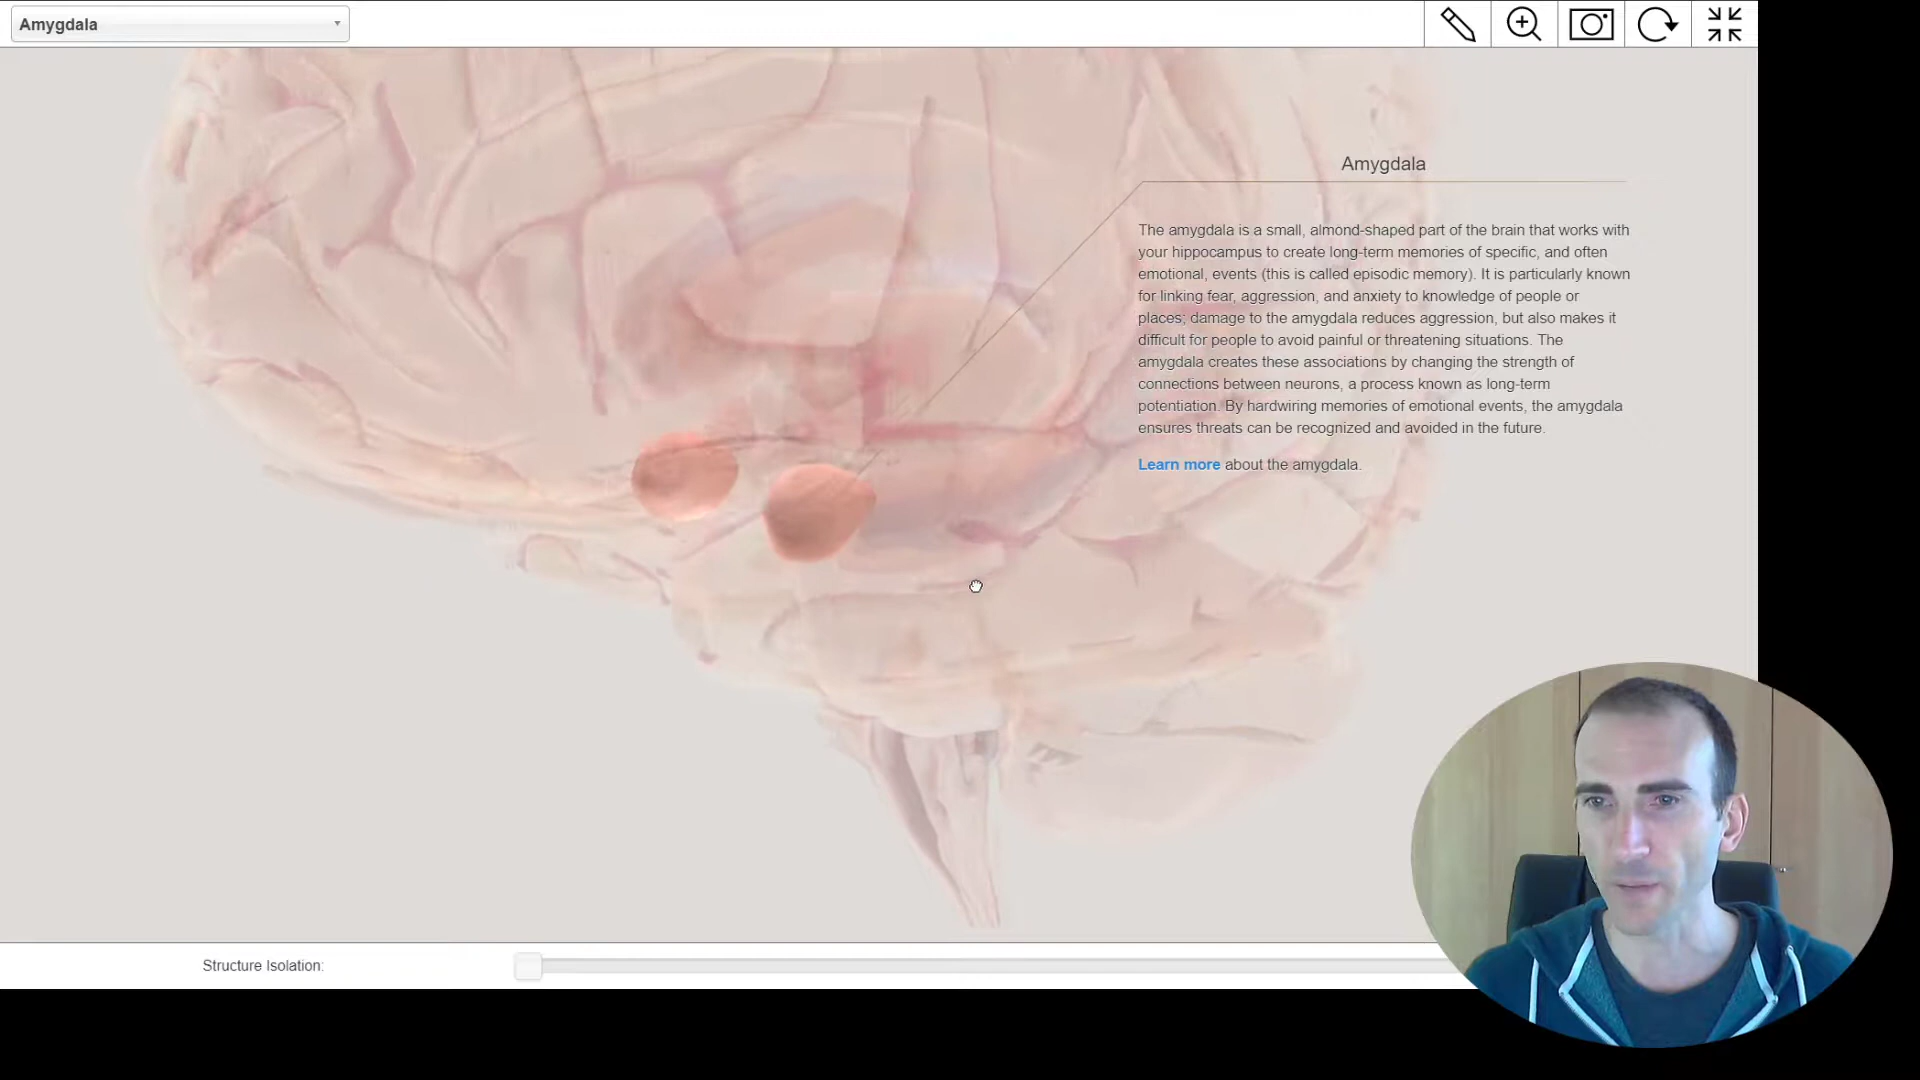 Amygdala
Amygdala
The amygdala is a small, almond-shaped part of the brain that works with
your hippocampus to create long-term memories of specific, and often
emotional, events (this is called episodic memory). It is particularly known
for linking fear, aggression, and anxiety to knowledge of people or
places; damage to the amygdala reduces aggression, but also makes it
difficult for people to avoid painful or threatening situations. The
amygdala creates these associations by changing the strength of
connections between neurons, a process known as long-term
potentiation. By hardwiring memories of emotional events, the amygdala
ensures threats can be recognized and avoided in the future.
Learn more about the amygdala.
Structure Isolation: